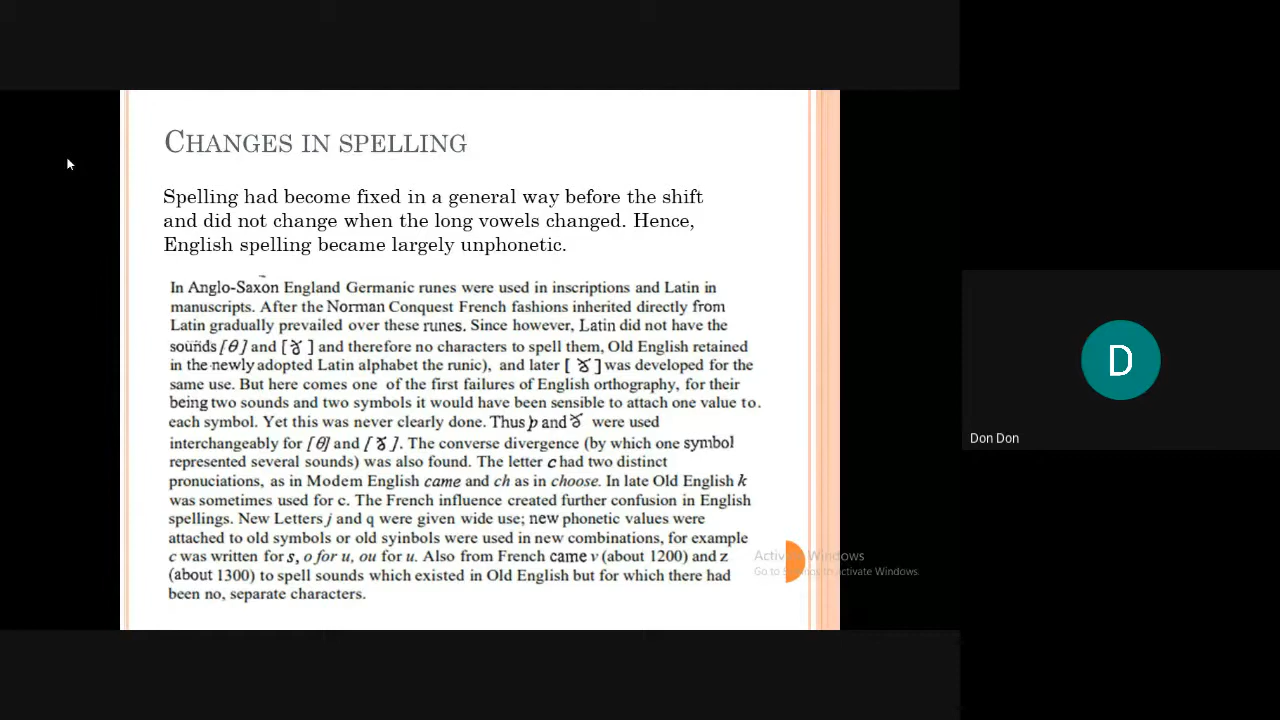 CHANGES IN SPELLING
Spelling had become fixed in a general way before the shift
and did not change when the long vowels changed. Hence,
English spelling became largely unphonetic.
In Anglo-Saxon England Germanic runes were used in inscriptions and Latin in
manuscripts. After the Norman Conquest French fashions inherited directly from
Latin gradually prevailed over these runes. Since however, Latin did not have the
sounds [θ] and [ɤ] and therefore no characters to spell them, Old English retained
in the newly adopted Latin alphabet the runic), and later [ ɤ ] was developed for the
same use. But here comes one of the first failures of English orthography, for their
being two sounds and two symbols it would have been sensible to attach one value to.
each symbol. Yet this was never clearly done. Thus þ and ɤ were used
interchangeably for [θ] and [ ɤ ]. The converse divergence (by which one symbol
represented several sounds) was also found. The letter c had two distinct
pronuciations, as in Modem English came and ch as in choose. In late Old English k
was sometimes used for c. The French influence created further confusion in English
spellings. New Letters j and q were given wide use; new phonetic values were
attached to old symbols or old syinbols were used in new combinations, for example
c was written for s, o for u, ou for u. Also from French came v (about 1200) and z
(about 1300) to spell sounds which existed in Old English but for which there had
been no, separate characters.
Activate Windows
Go to Settings to Activate Windows.
D
Don Don